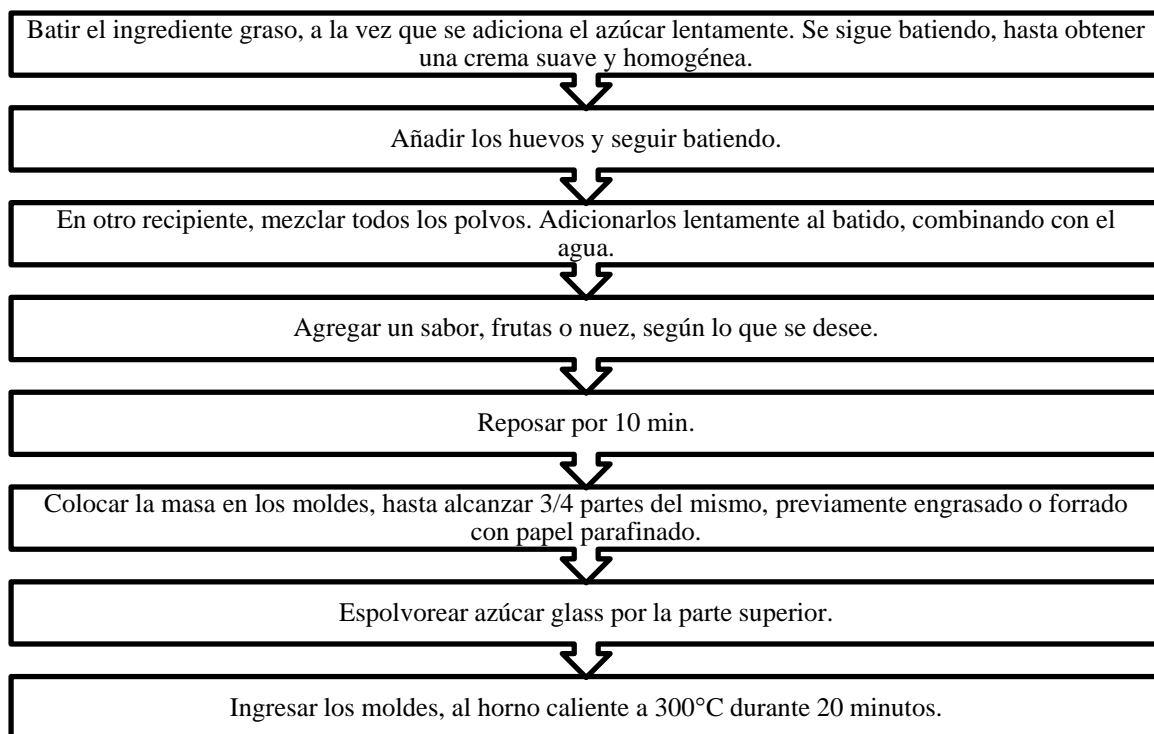 Batir el ingrediente graso, a la vez que se adiciona el azúcar lentamente. Se sigue batiendo, hasta obtener
una crema suave y homogénea.
Añadir los huevos y seguir batiendo.
En otro recipiente, mezclar todos los polvos. Adicionarlos lentamente al batido, combinando con el
agua.
Agregar un sabor, frutas o nuez, según lo que se desee.
Reposar por 10 min.
Colocar la masa en los moldes, hasta alcanzar 3/4 partes del mismo, previamente engrasado o forrado
con papel parafinado.
Espolvorear azúcar glass por la parte superior.
Ingresar los moldes, al horno caliente a 300°C durante 20 minutos.